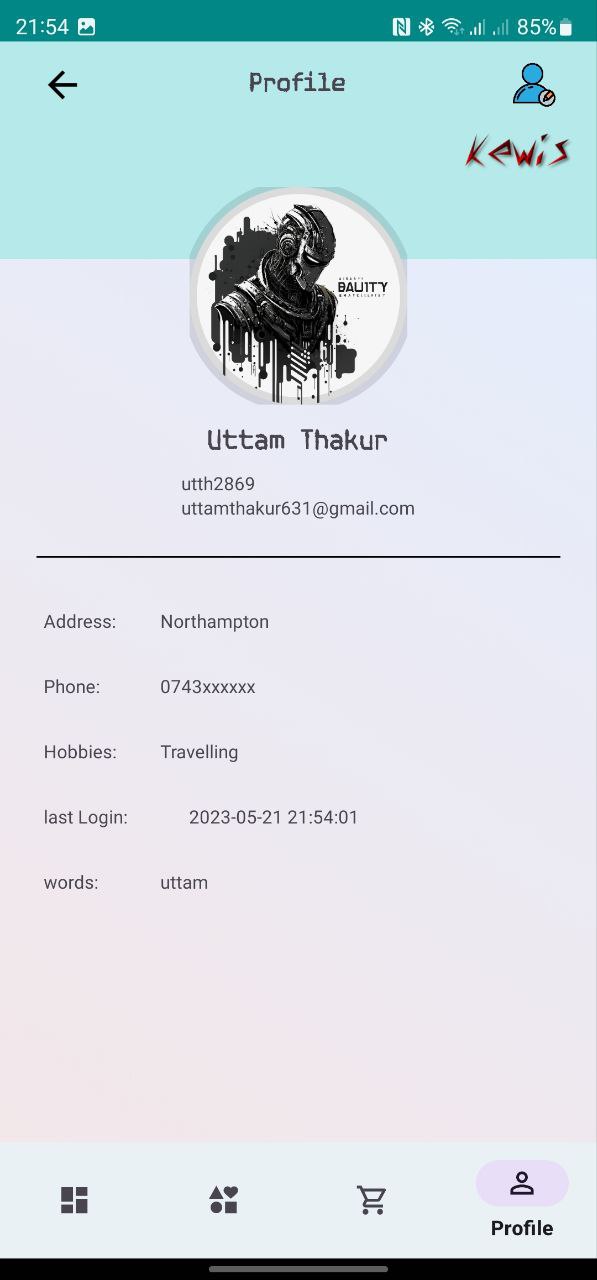 21:54 85%
Profile
Kewis
BAUITY
Uttam Thakur
utth2869
uttamthakur631@gmail.com
Address: Northampton
Phone: 0743xxxxxx
Hobbies: Travelling
last Login: 2023-05-21 21:54:01
words: uttam
Profile